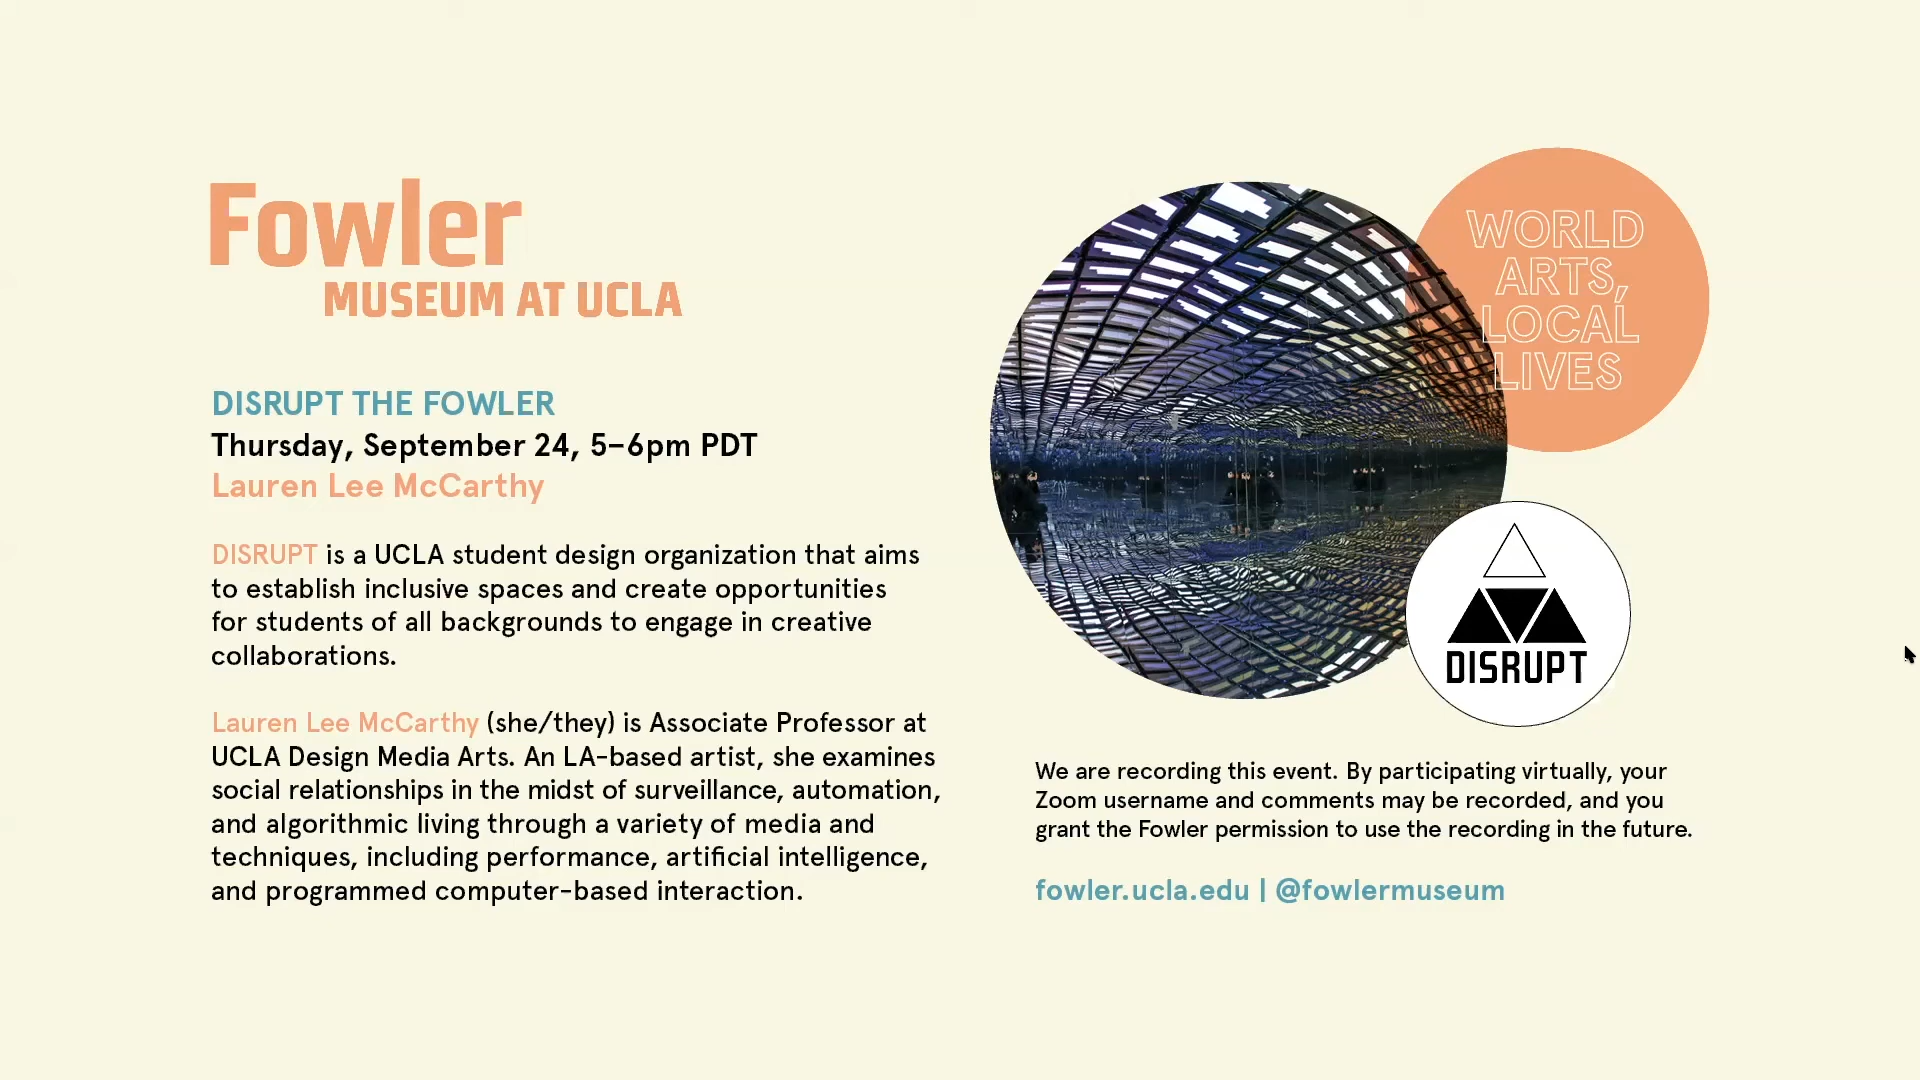 Fowler
MUSEUM AT UCLA
DISRUPT THE FOWLER
Thursday, September 24, 5–6pm PDT
Lauren Lee McCarthy
DISRUPT is a UCLA student design organization that aims
to establish inclusive spaces and create opportunities
for students of all backgrounds to engage in creative
collaborations.
Lauren Lee McCarthy (she/they) is Associate Professor at
UCLA Design Media Arts. An LA-based artist, she examines
social relationships in the midst of surveillance, automation,
and algorithmic living through a variety of media and
techniques, including performance, artificial intelligence,
and programmed computer-based interaction.
WORLD
ARTS,
LOCAL
LIVES
DISRUPT
We are recording this event. By participating virtually, your
Zoom username and comments may be recorded, and you
grant the Fowler permission to use the recording in the future.
fowler.ucla.edu | @fowlermuseum